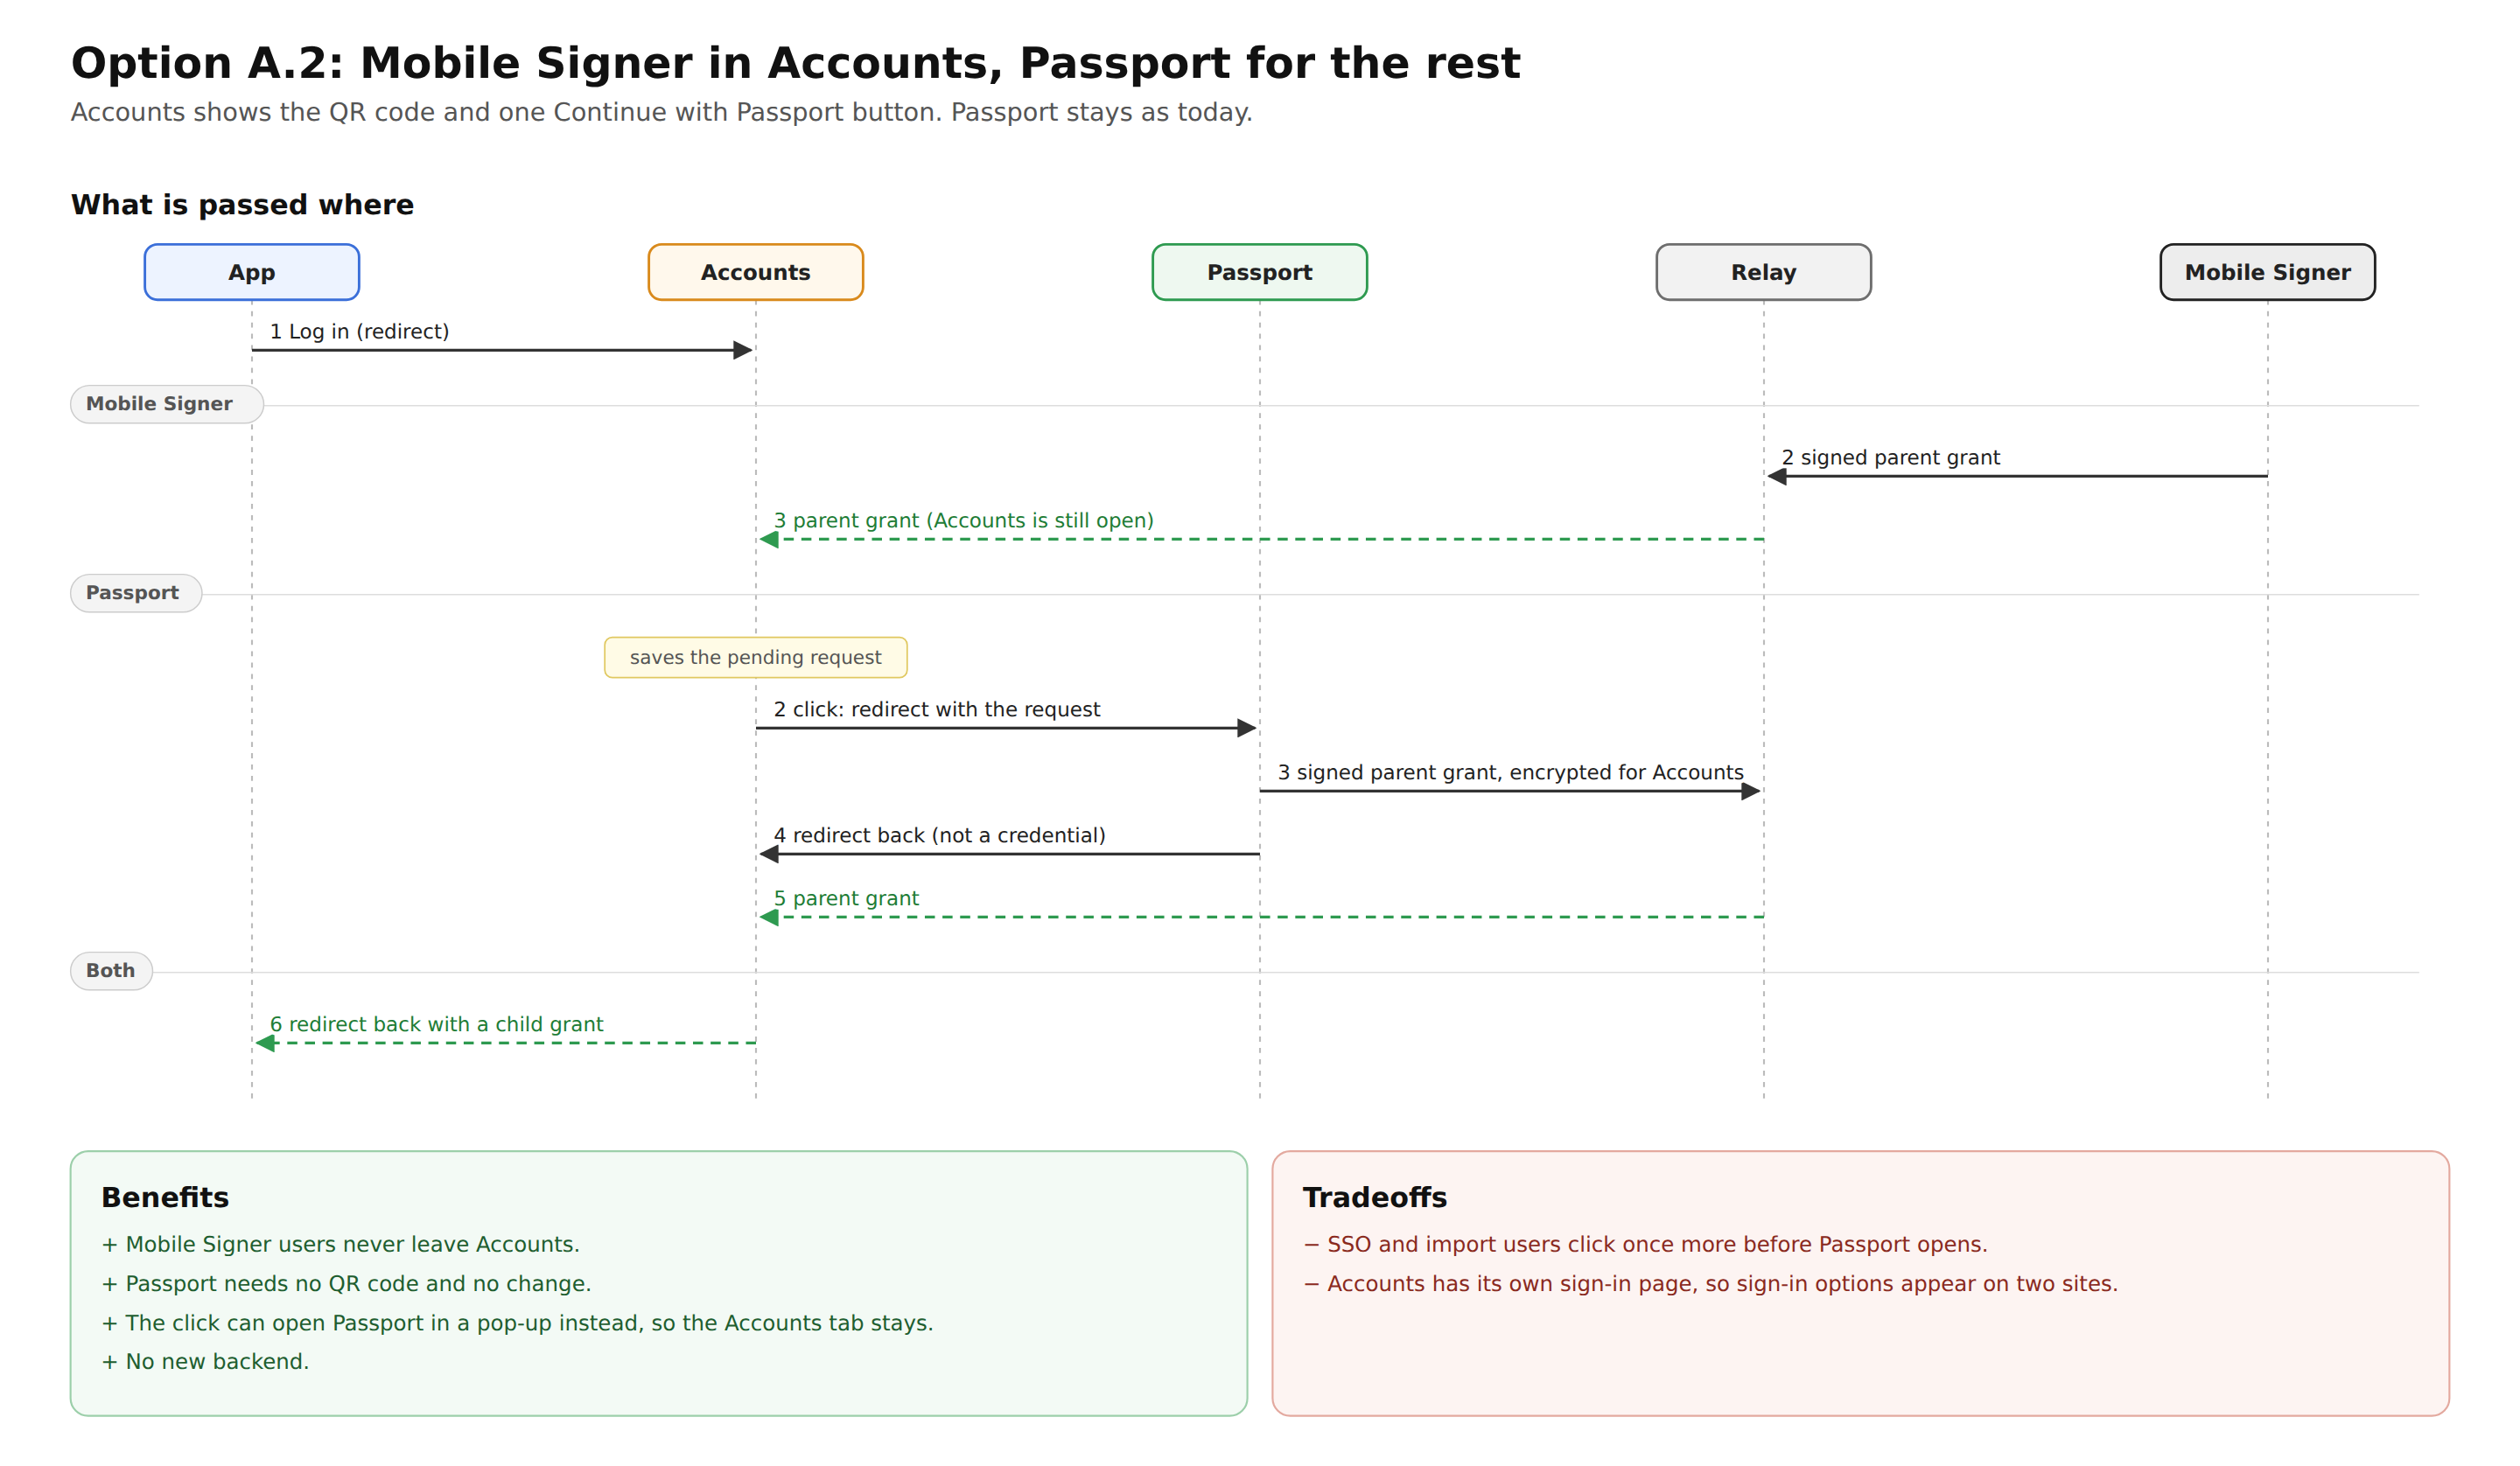 Option A.2: Mobile Signer in Accounts, Passport for the rest
Accounts shows the QR code and one Continue with Passport button. Passport stays as today.
What is passed where
App
Accounts
Passport
Relay
Mobile Signer
1 Log in (redirect)
Mobile Signer
2 signed parent grant
3 parent grant (Accounts is still open)
Passport
saves the pending request
2 click: redirect with the request
3 signed parent grant, encrypted for Accounts
4 redirect back (not a credential)
5 parent grant
Both
6 redirect back with a child grant
Benefits
+ Mobile Signer users never leave Accounts.
+ Passport needs no QR code and no change.
+ The click can open Passport in a pop-up instead, so the Accounts tab stays.
+ No new backend.
Tradeoffs
− SSO and import users click once more before Passport opens.
− Accounts has its own sign-in page, so sign-in options appear on two sites.